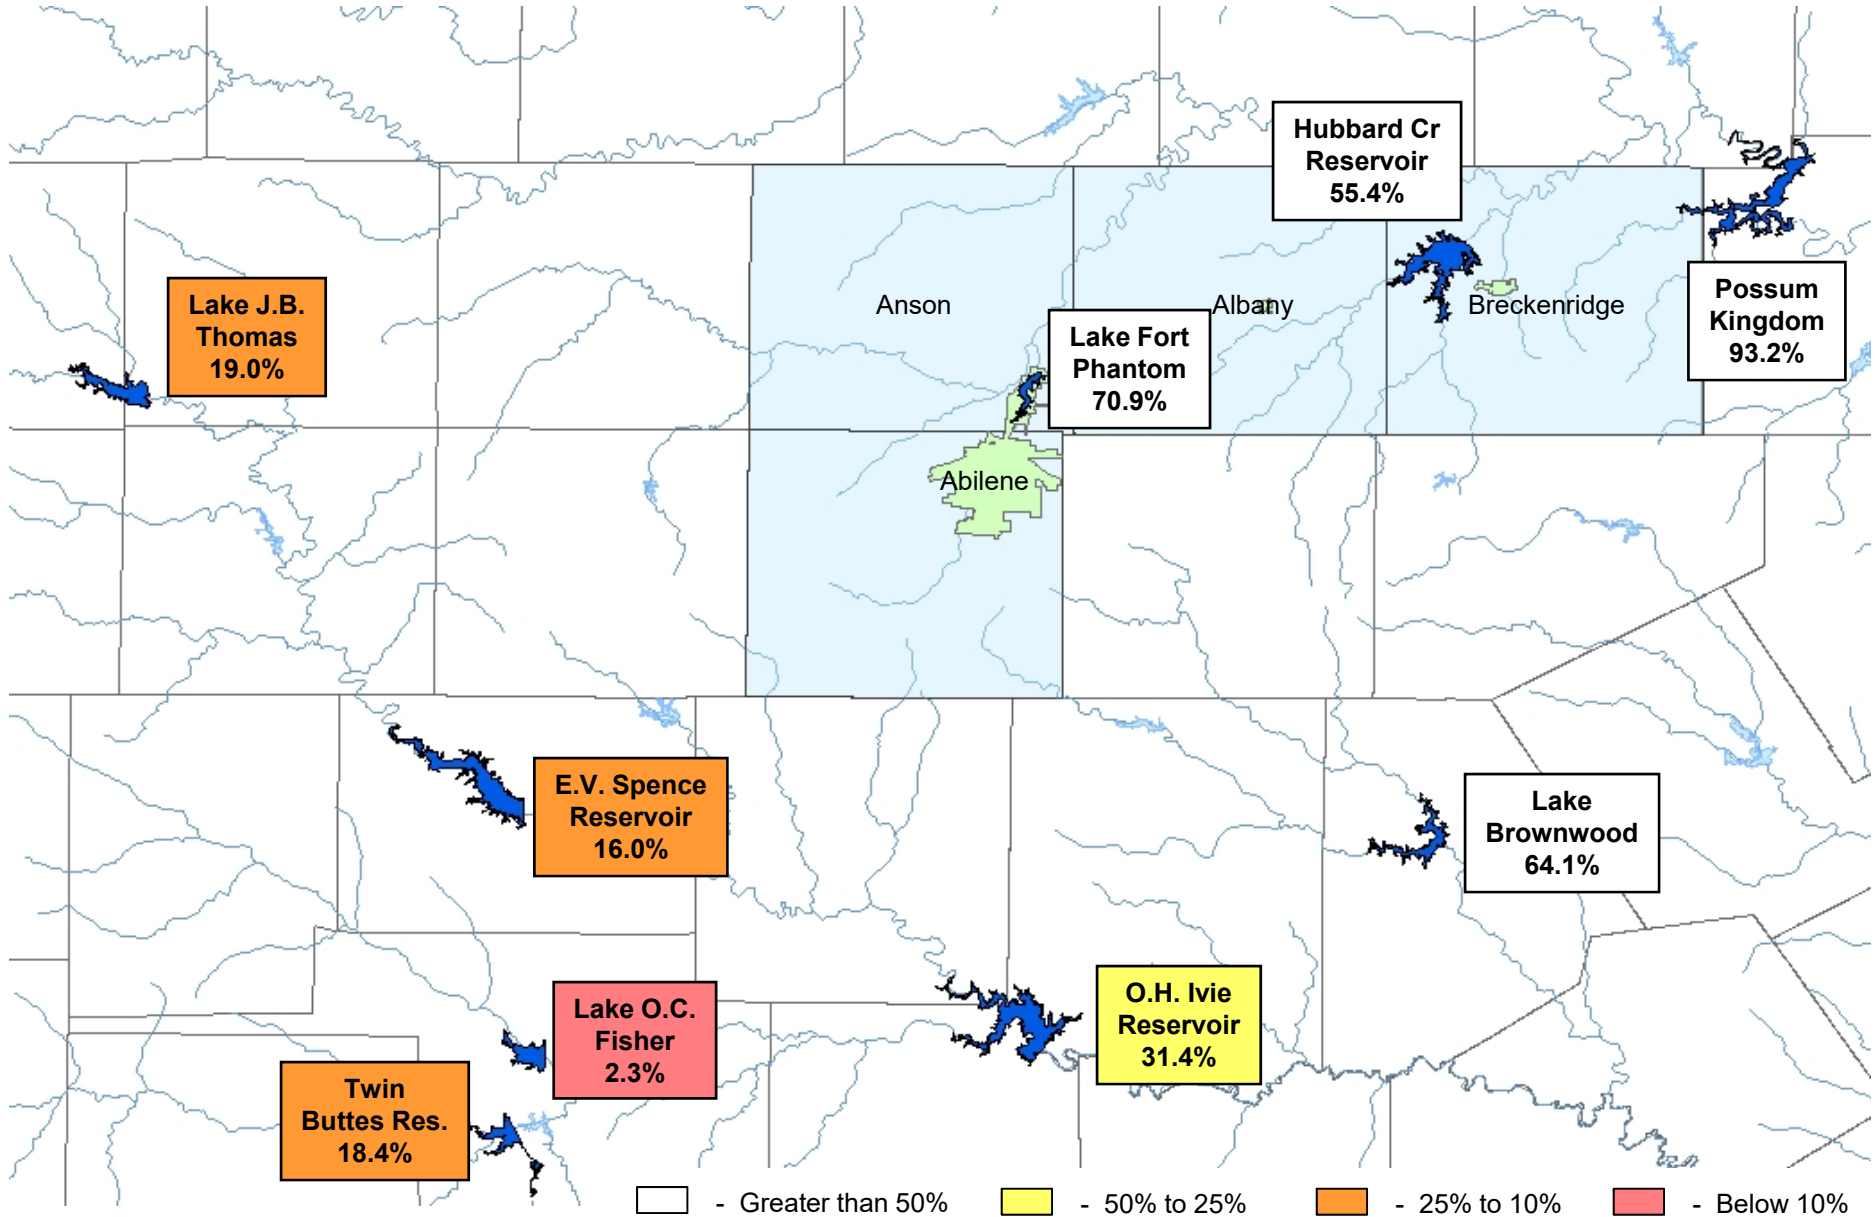 Hubbard Cr
Reservoir
55.4%
Lake J.B.
Thomas
19.0%
Anson
Albany
Breckenridge
Possum
Kingdom
93.2%
Lake Fort
Phantom
70.9%
Abilene
E.V. Spence
Reservoir
16.0%
Lake
Brownwood
64.1%
Lake O.C.
Fisher
2.3%
O.H. Ivie
Reservoir
31.4%
Twin
Buttes Res.
18.4%
- Greater than 50%
- 50% to 25%
- 25% to 10%
- Below 10%